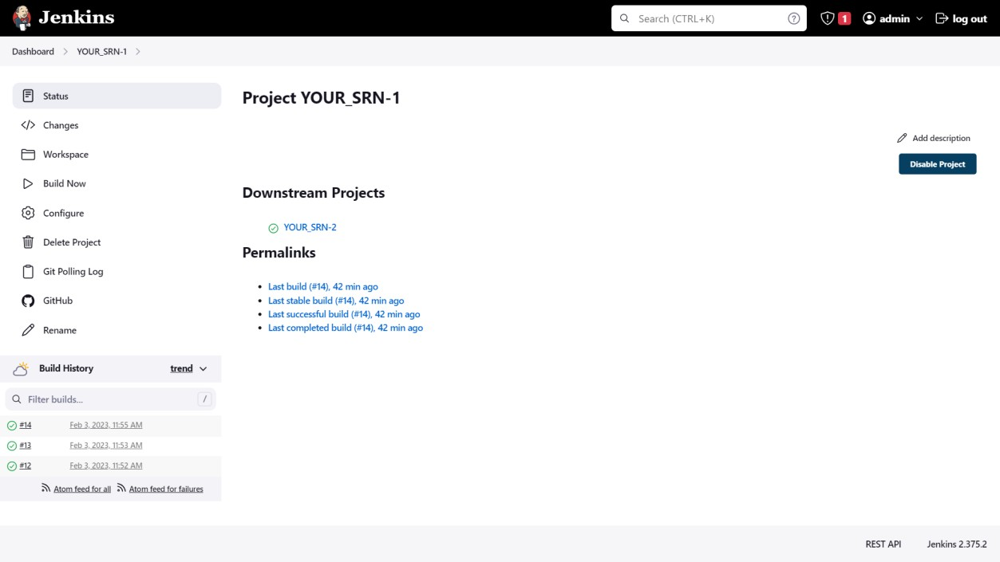 Jenkins
Search (CTRL+K)
?
1
admin
log out
Dashboard
YOUR_SRN-1
Status
Changes
Workspace
Build Now
Configure
Delete Project
Git Polling Log
GitHub
Rename
Build History
trend
Filter builds...
/
#14
Feb 3, 2023, 11:55 AM
#13
Feb 3, 2023, 11:53 AM
#12
Feb 3, 2023, 11:52 AM
Atom feed for all
Atom feed for failures
Project YOUR_SRN-1
Add description
Disable Project
Downstream Projects
YOUR_SRN-2
Permalinks
Last build (#14), 42 min ago
Last stable build (#14), 42 min ago
Last successful build (#14), 42 min ago
Last completed build (#14), 42 min ago
REST API
Jenkins 2.375.2